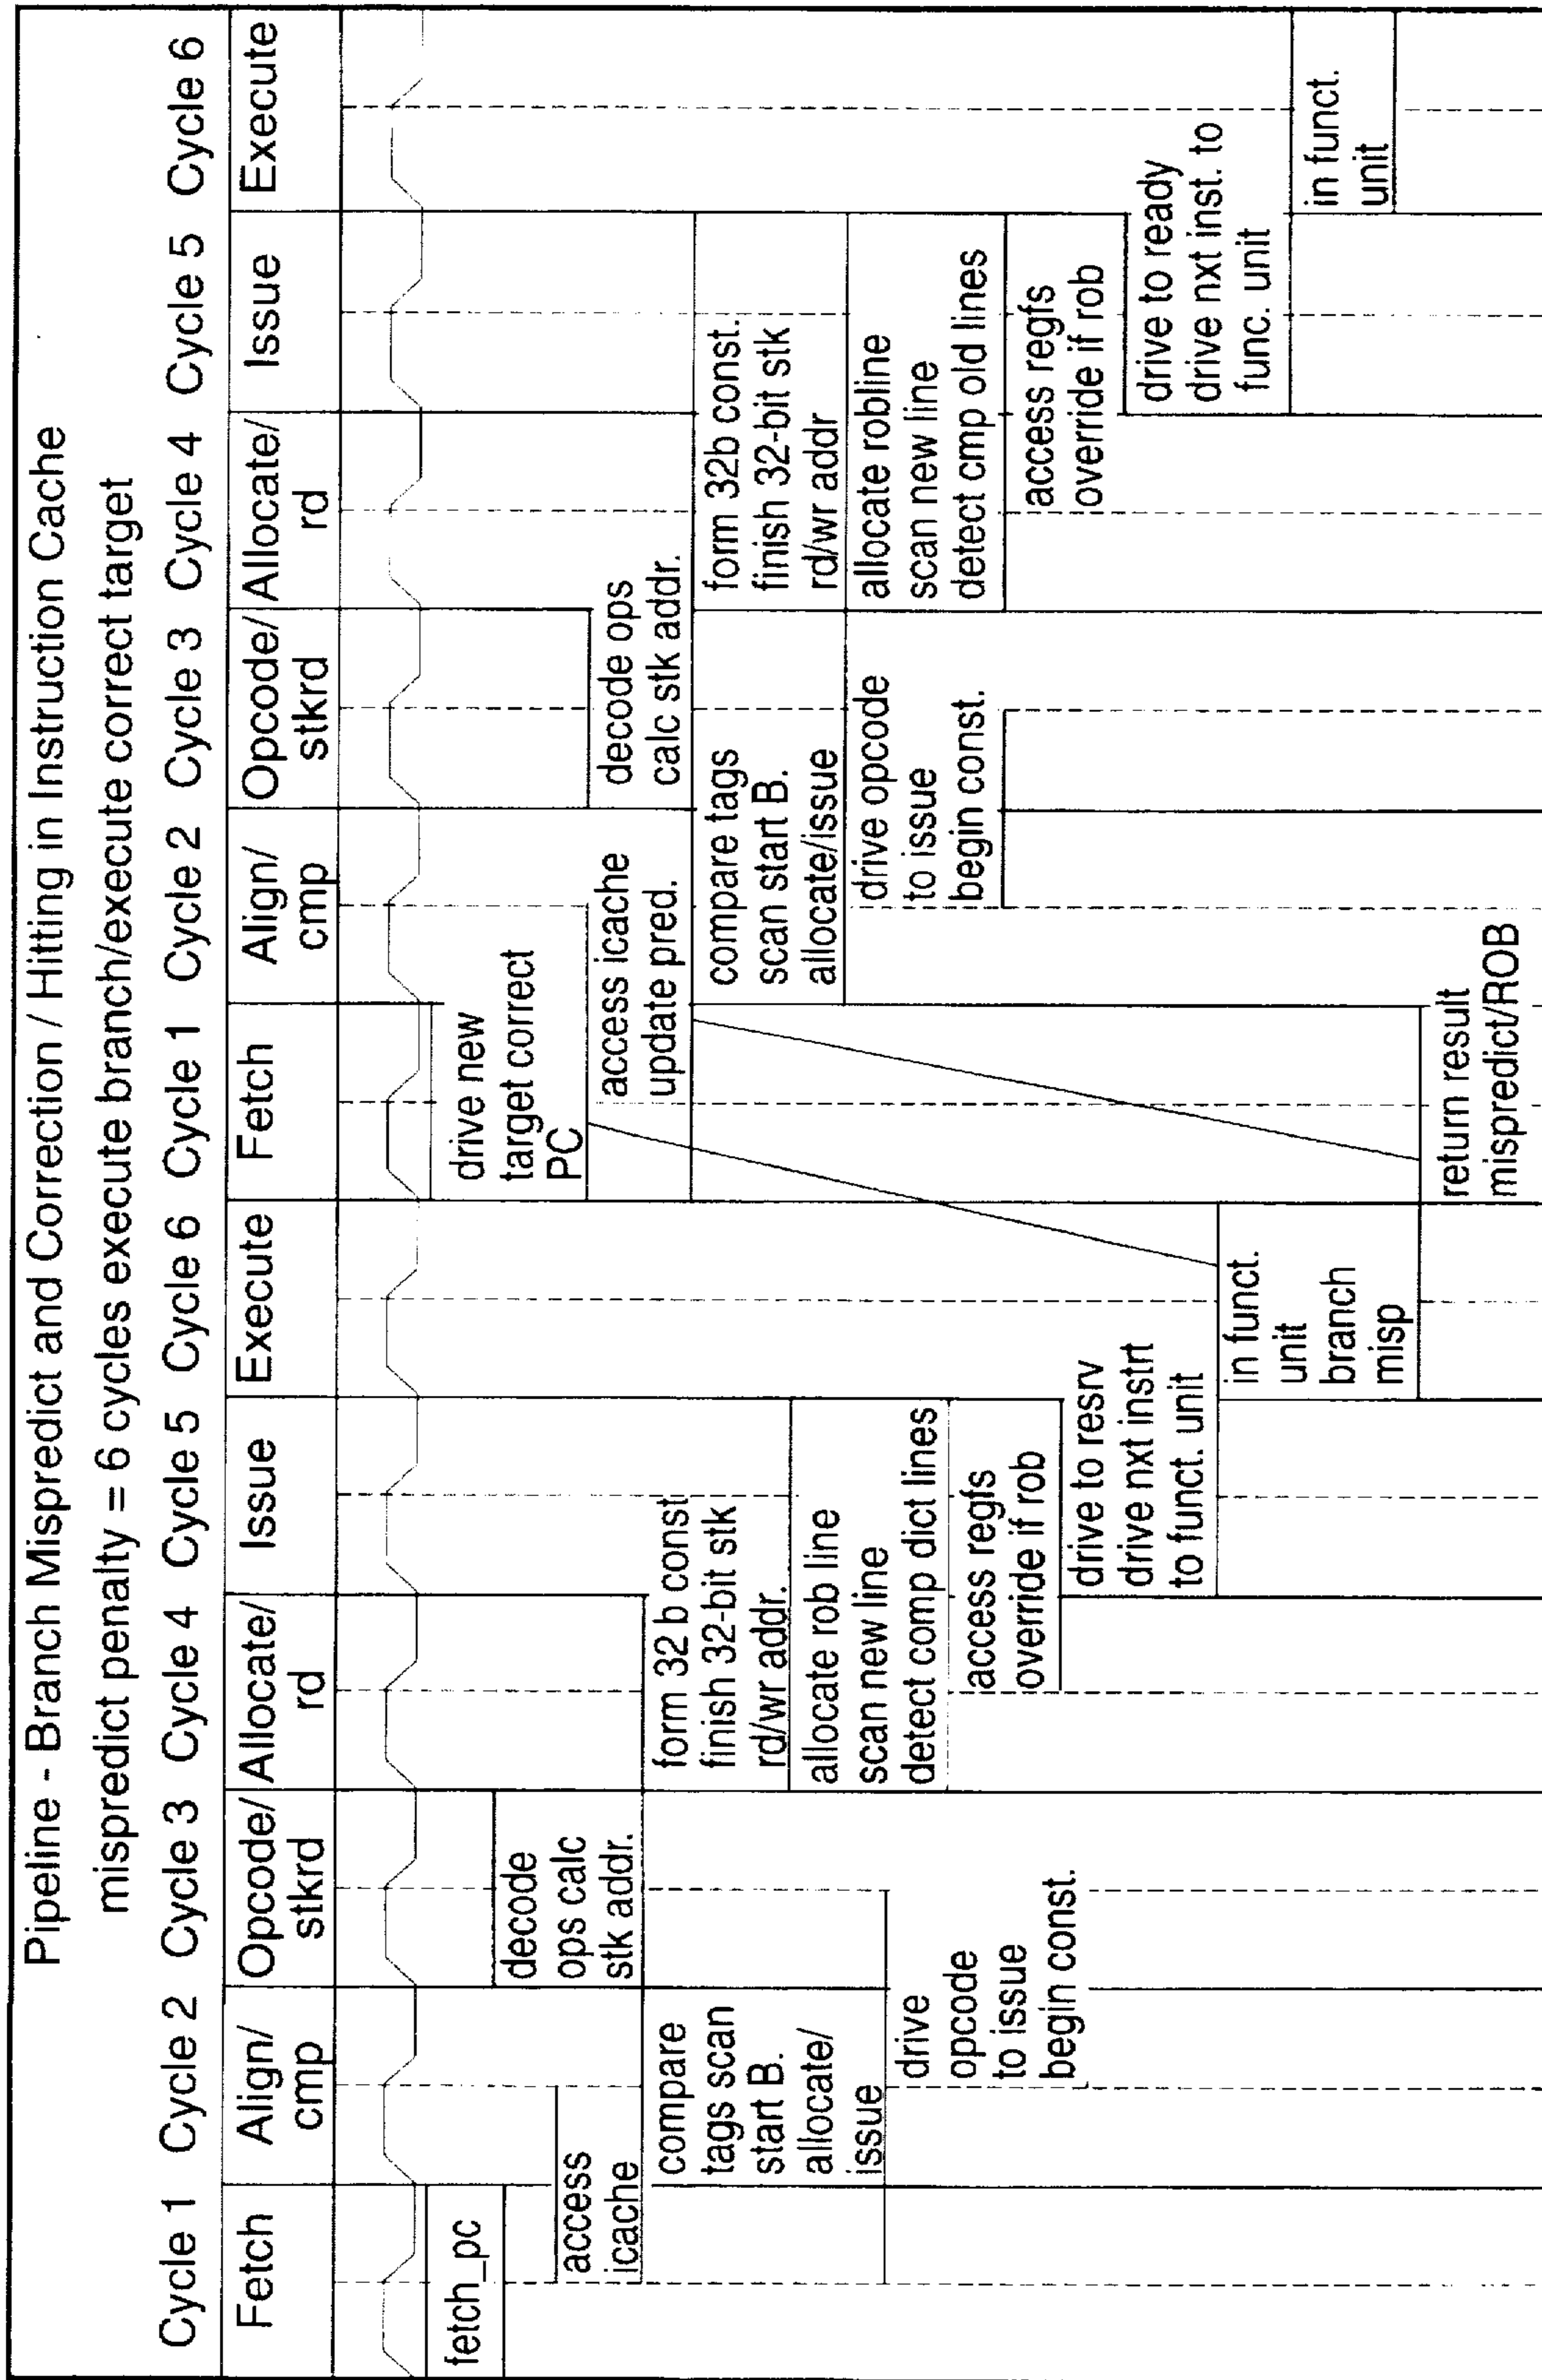 Pipeline - Branch Mispredict and Correction / Hitting in Instruction Cache
mispredict penalty = 6 cycles execute branch/execute correct target
Cycle 1 Cycle 2 Cycle 3 Cycle 4 Cycle 5 Cycle 6 Cycle 1 Cycle 2 Cycle 3 Cycle 4 Cycle 5 Cycle 6
Fetch
Align/
cmp
Opcode/
stkrd
Allocate/
rd
Issue
Execute
Fetch
Align/
cmp
Opcode/
stkrd
Allocate/
rd
Issue
Execute
fetch_pc
access
icache
compare
tags scan
start B.
allocate/
issue
decode
ops calc
stk addr.
drive
opcode
to issue
begin const.
form 32 b const
finish 32-bit stk
rd/wr addr.
allocate rob line
scan new line
detect comp dict lines
access regfs
override if rob
drive to resrv
drive nxt instrt
to funct. unit
in funct.
unit
branch
misp
drive new
target correct
PC
access icache
update pred.
return result
mispredict/ROB
compare tags
scan start B.
allocate/issue
decode ops
calc stk addr.
drive opcode
to issue
begin const.
form 32b const.
finish 32-bit stk
rd/wr addr
allocate robline
scan new line
detect cmp old lines
access regfs
override if rob
drive to ready
drive nxt inst. to
func. unit
in funct.
unit